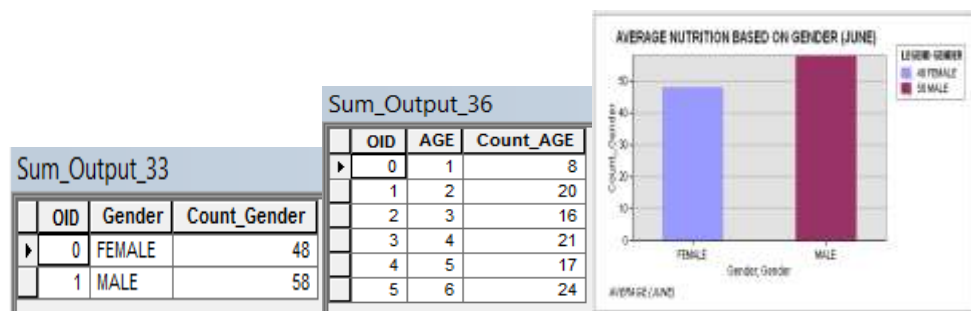 Sum_Output_33
OID Gender Count_Gender
0 FEMALE 48
1 MALE 58
Sum_Output_36
OID AGE Count_AGE
0 1 8
1 2 20
2 3 16
3 4 21
4 5 17
5 6 24
AVERAGE NUTRITION BASED ON GENDER (JUNE)
LEGEND-GENDER
48 FEMALE
58 MALE
Count_Gender
50
40
30
20
10
0
FEMALE MALE
Gender, Gender
AVERAGE (JUNE)